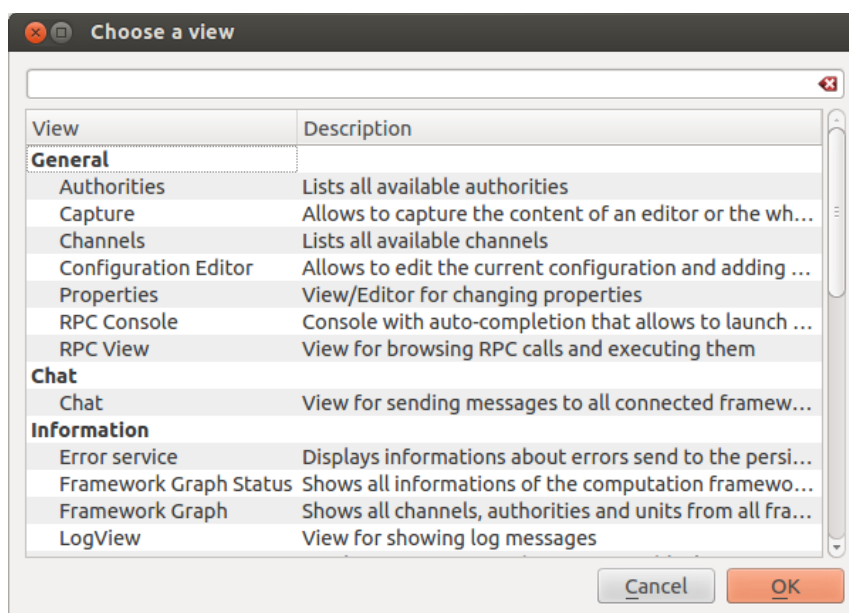 Choose a view
View Description
General
Authorities Lists all available authorities
Capture Allows to capture the content of an editor or the wh...
Channels Lists all available channels
Configuration Editor Allows to edit the current configuration and adding ...
Properties View/Editor for changing properties
RPC Console Console with auto-completion that allows to launch ...
RPC View View for browsing RPC calls and executing them
Chat
Chat View for sending messages to all connected framew...
Information
Error service Displays informations about errors send to the persi...
Framework Graph Status Shows all informations of the computation framewo...
Framework Graph Shows all channels, authorities and units from all fra...
LogView View for showing log messages
Cancel OK